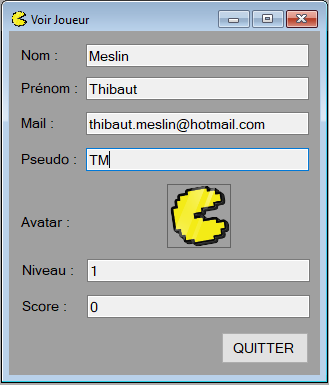 Voir Joueur
Nom : Meslin
Prénom : Thibaut
Mail : thibaut.meslin@hotmail.com
Pseudo : TM
Avatar :
Niveau : 1
Score : 0
QUITTER